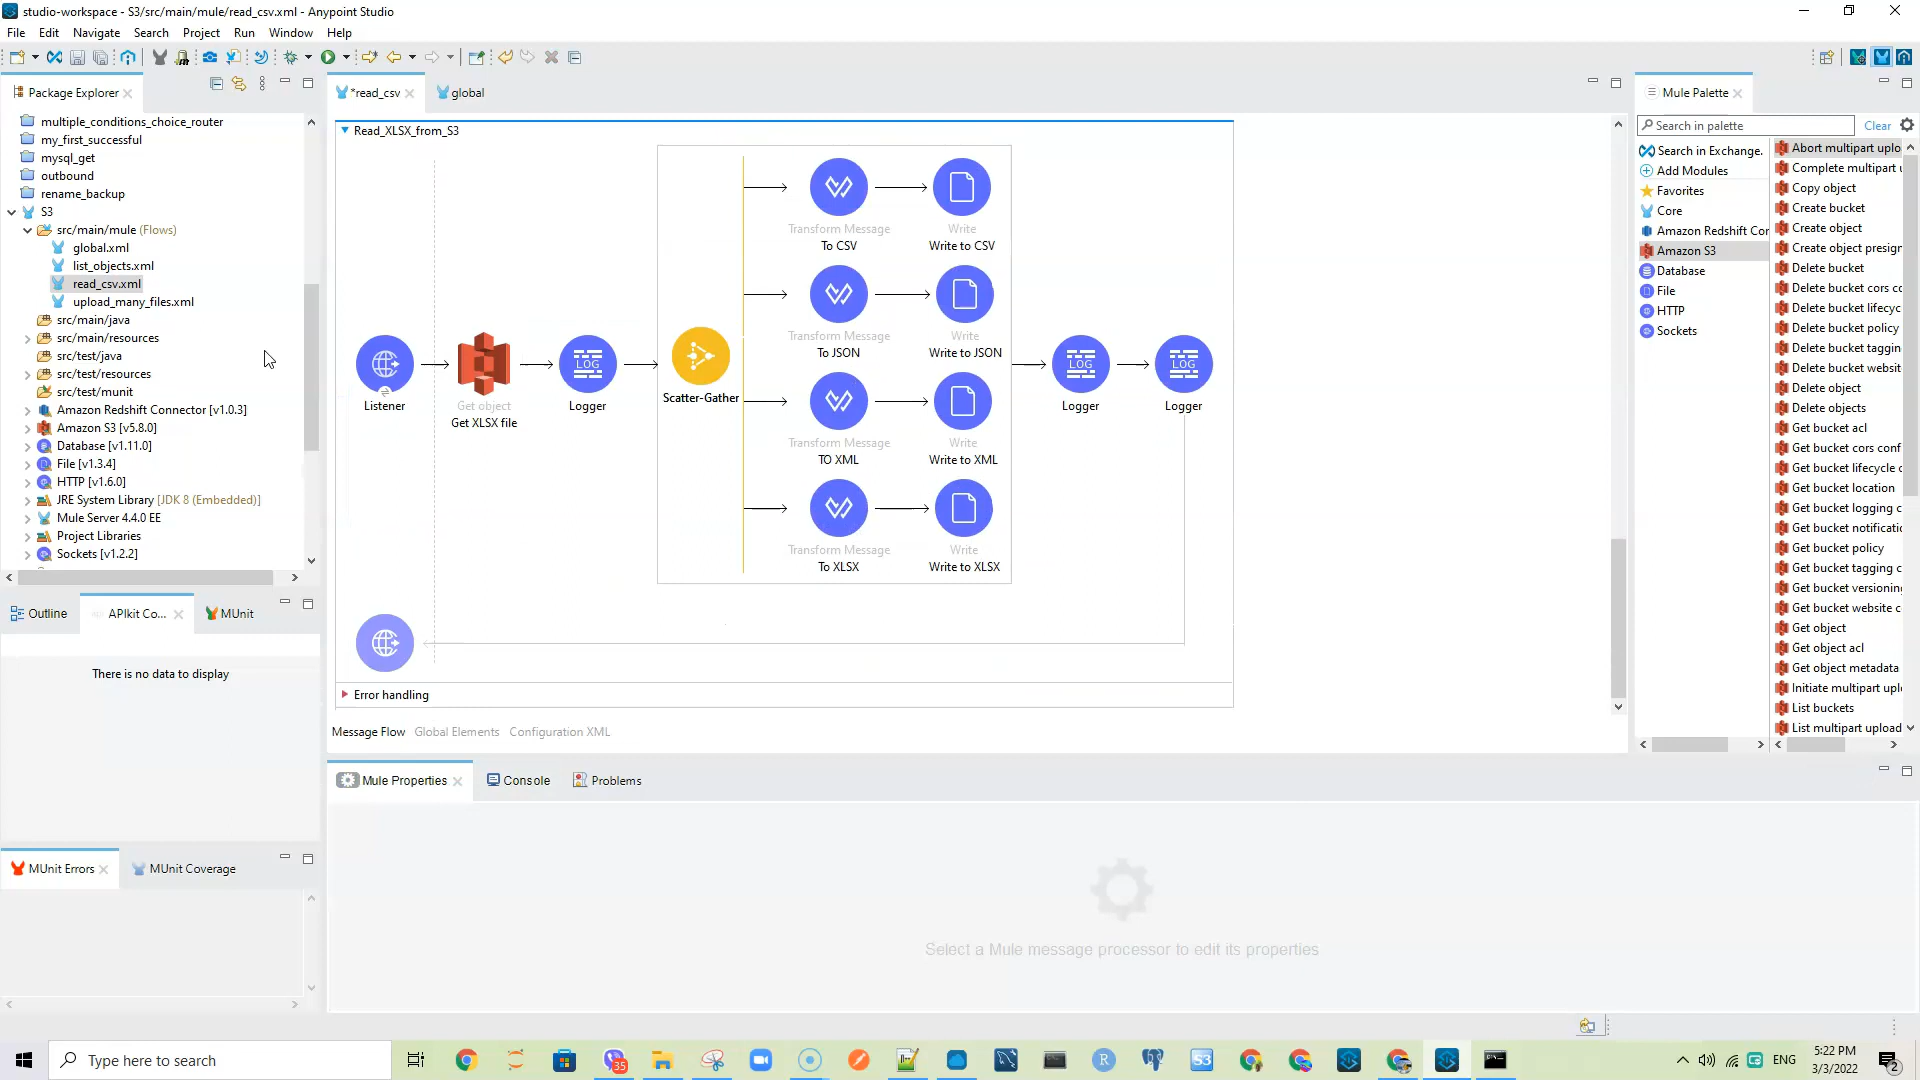 studio-workspace - S3/src/main/mule/read_csv.xml - Anypoint Studio
File Edit Navigate Search Project Run Window Help
Package Explorer
multiple_conditions_choice_router
my_first_successful
mysql_get
outbound
rename_backup
S3
src/main/mule (Flows)
global.xml
list_objects.xml
read_csv.xml
upload_many_files.xml
src/main/java
src/main/resources
src/test/java
src/test/resources
src/test/munit
Amazon Redshift Connector [v1.0.3]
Amazon S3 [v5.8.0]
Database [v1.11.0]
File [v1.3.4]
HTTP [v1.6.0]
JRE System Library [JDK 8 (Embedded)]
Mule Server 4.4.0 EE
Project Libraries
Sockets [v1.2.2]
Outline
APIkit Co...
MUnit
There is no data to display
MUnit Errors
MUnit Coverage
*read_csv
global
Read_XLSX_from_S3
Listener
Get object
Get XLSX file
LOG
Logger
Scatter-Gather
Transform Message
To CSV
Write
Write to CSV
Transform Message
To JSON
Write
Write to JSON
Transform Message
TO XML
Write
Write to XML
Transform Message
To XLSX
Write
Write to XLSX
LOG
Logger
LOG
Logger
Error handling
Message Flow Global Elements Configuration XML
Mule Properties
Console
Problems
Select a Mule message processor to edit its properties
Mule Palette
Search in palette
Clear
Search in Exchange.
Add Modules
Favorites
Core
Amazon Redshift Cor
Amazon S3
Database
File
HTTP
Sockets
Abort multipart uplo
Complete multipart u
Copy object
Create bucket
Create object
Create object presign
Delete bucket
Delete bucket cors cc
Delete bucket lifecyc
Delete bucket policy
Delete bucket taggin
Delete bucket website
Delete object
Delete objects
Get bucket acl
Get bucket cors conf
Get bucket lifecycle c
Get bucket location
Get bucket logging c
Get bucket notificatic
Get bucket policy
Get bucket tagging c
Get bucket versioning
Get bucket website c
Get object
Get object acl
Get object metadata
Initiate multipart uplo
List buckets
List multipart upload
Type here to search
35
R
S3
ENG
5:22 PM
3/3/2022
2